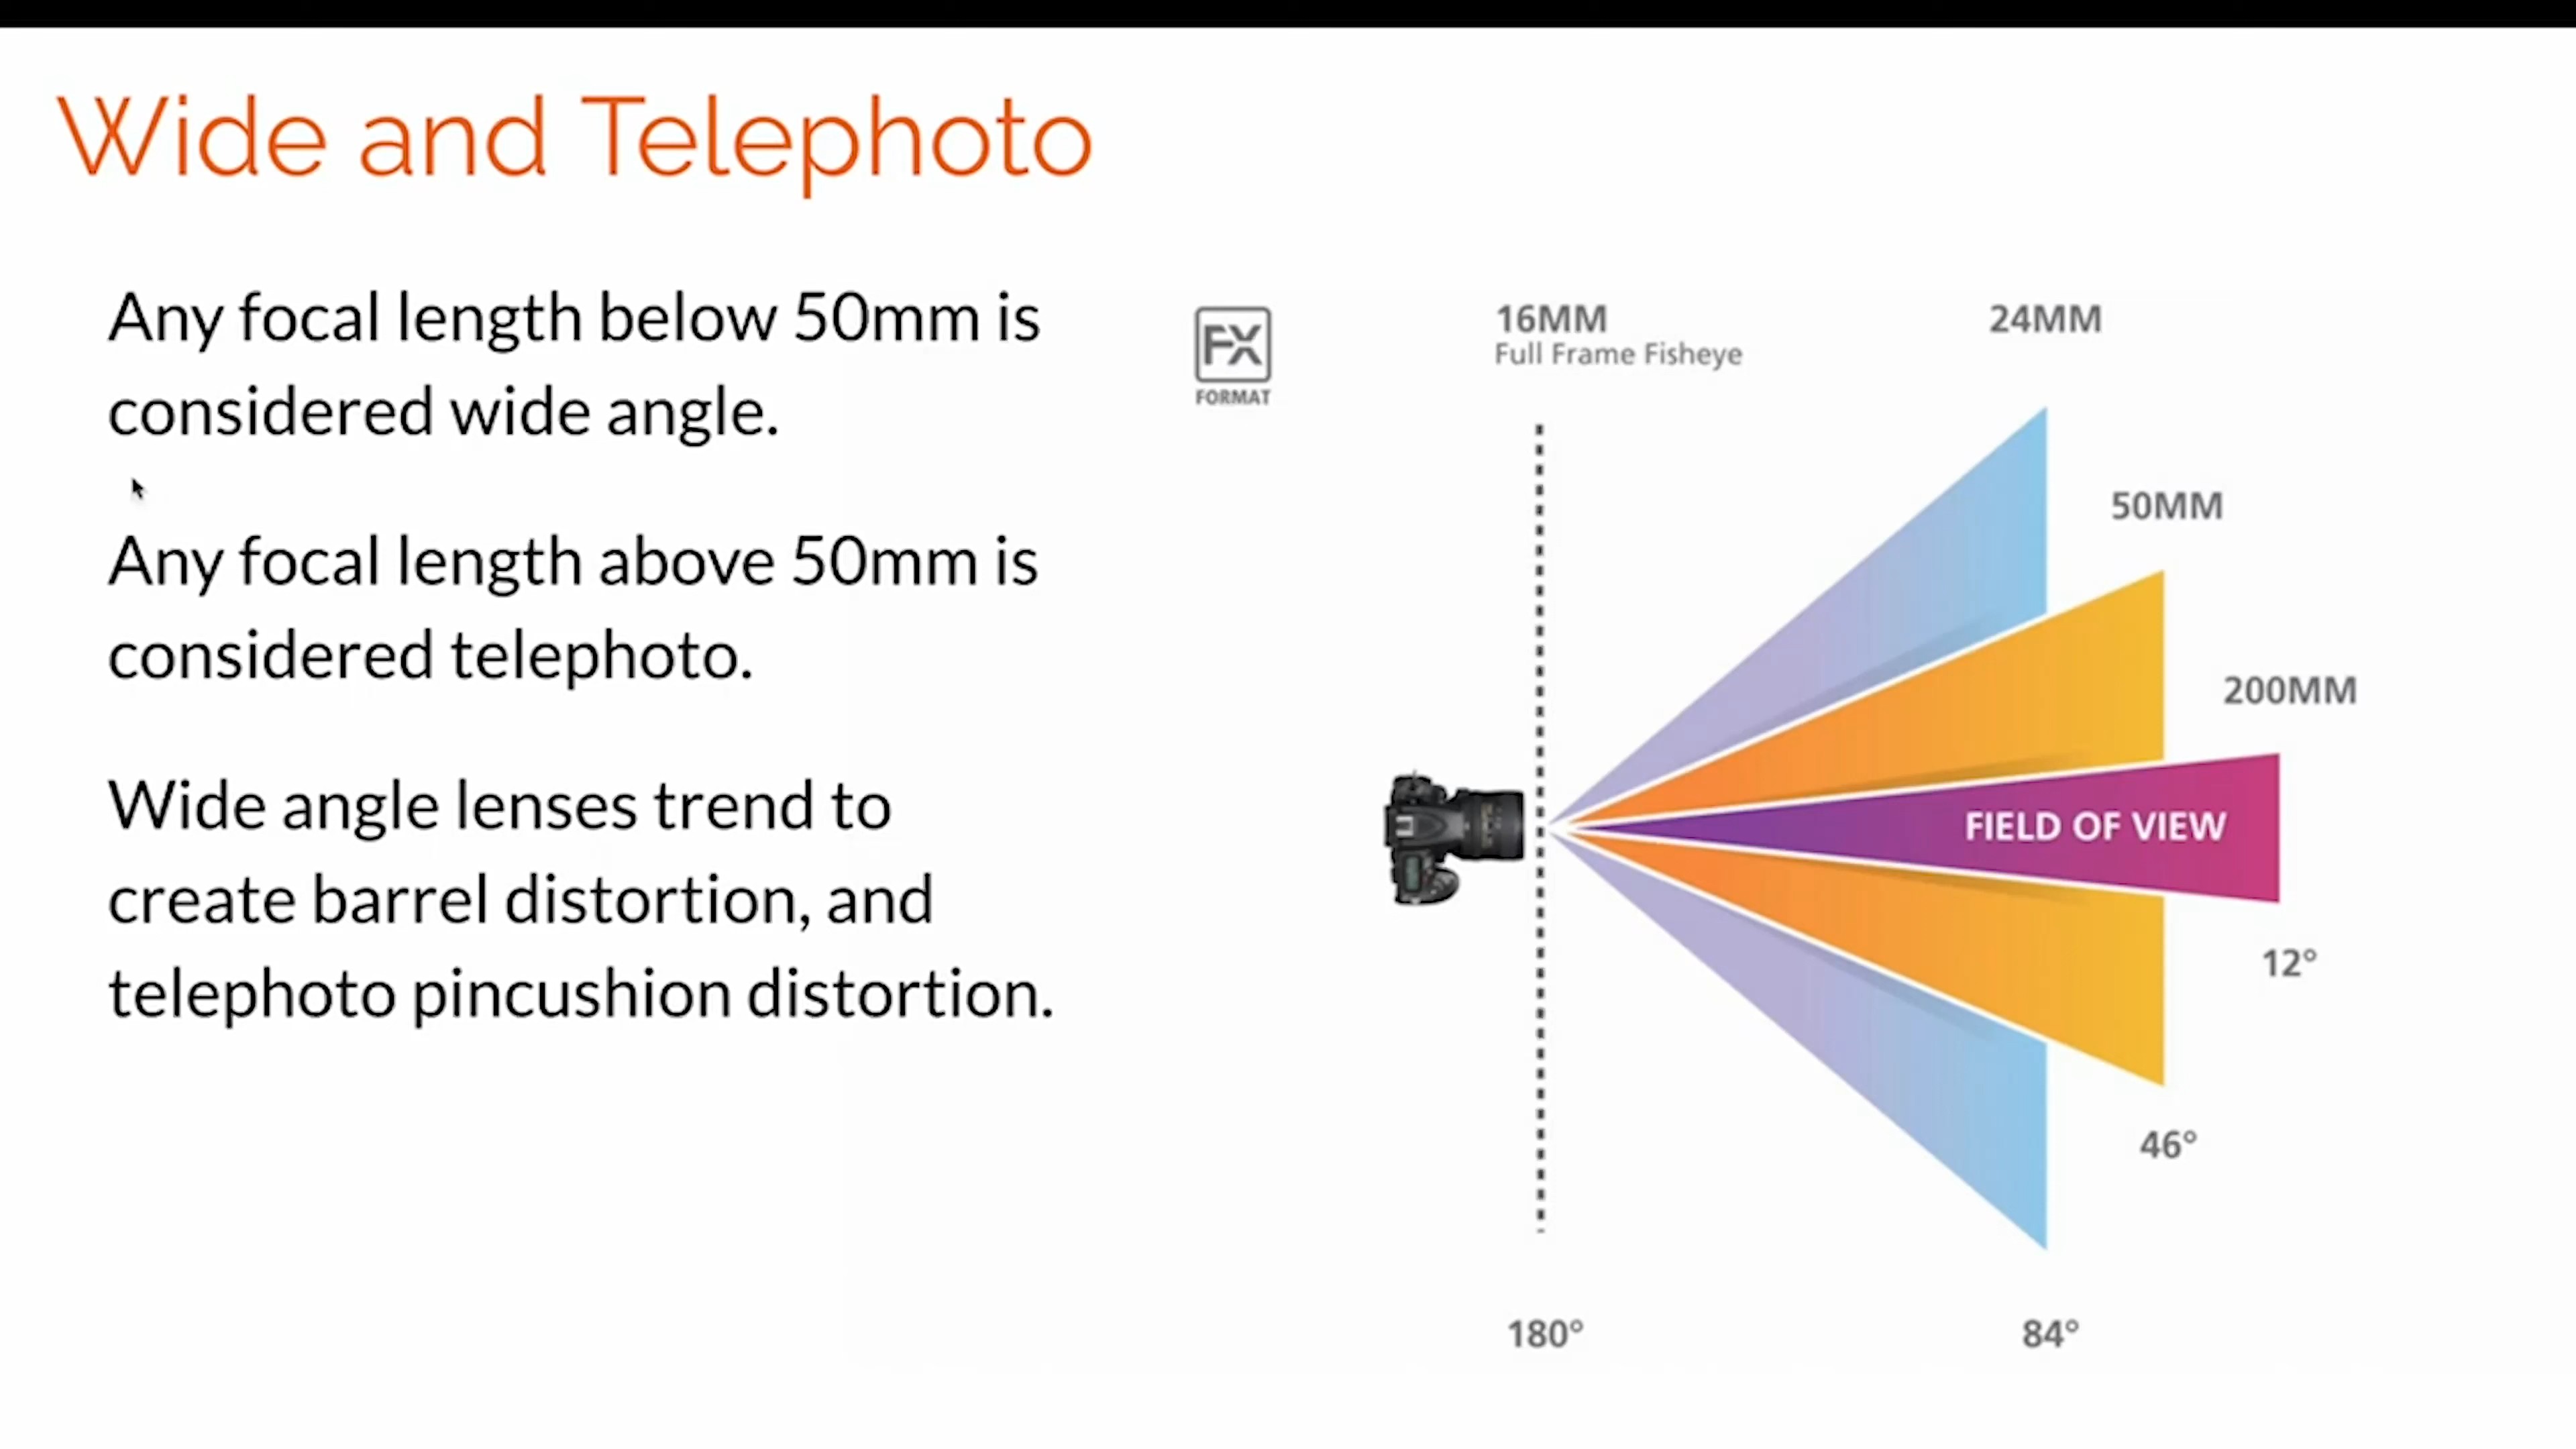 Wide and Telephoto
Any focal length below 50mm is
considered wide angle.
Any focal length above 50mm is
considered telephoto.
Wide angle lenses trend to
create barrel distortion, and
telephoto pincushion distortion.
FX
FORMAT
16MM
Full Frame Fisheye
24MM
50MM
200MM
FIELD OF VIEW
12°
46°
180°
84°